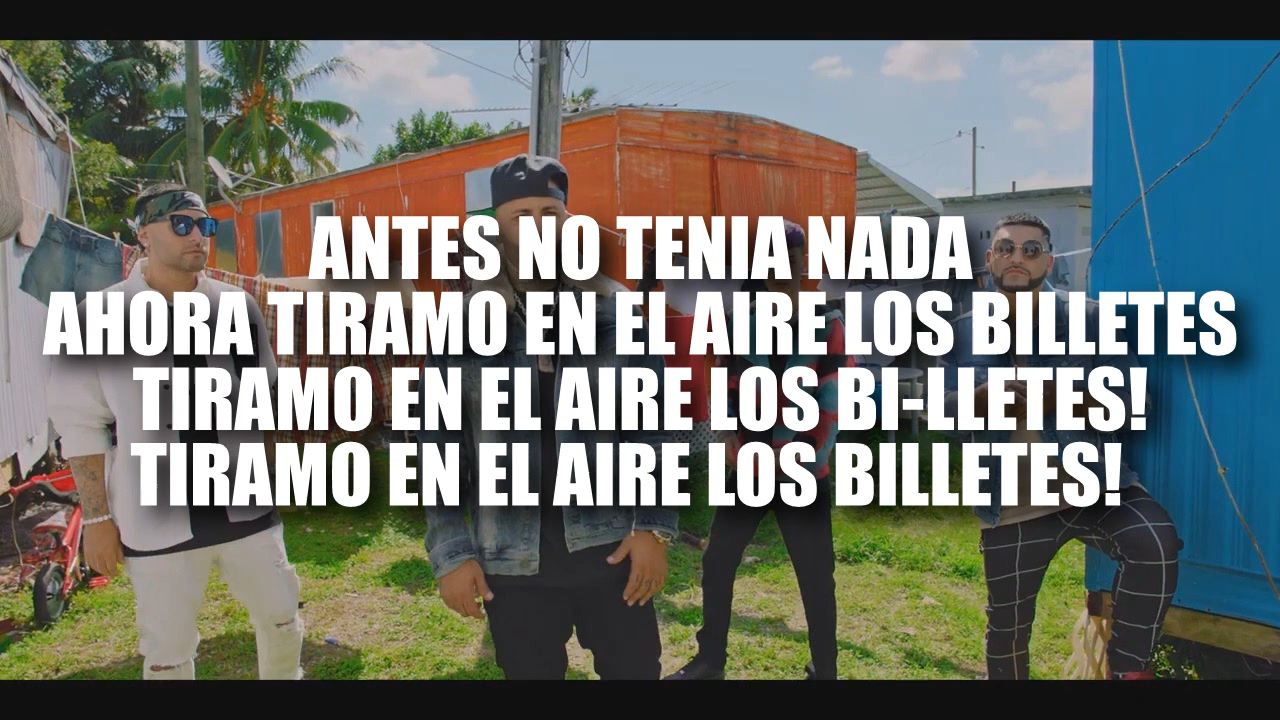 ANTES NO TENIA NADA
AHORA TIRAMO EN EL AIRE LOS BILLETES
TIRAMO EN EL AIRE LOS BI-LLETES!
TIRAMO EN EL AIRE LOS BILLETES!